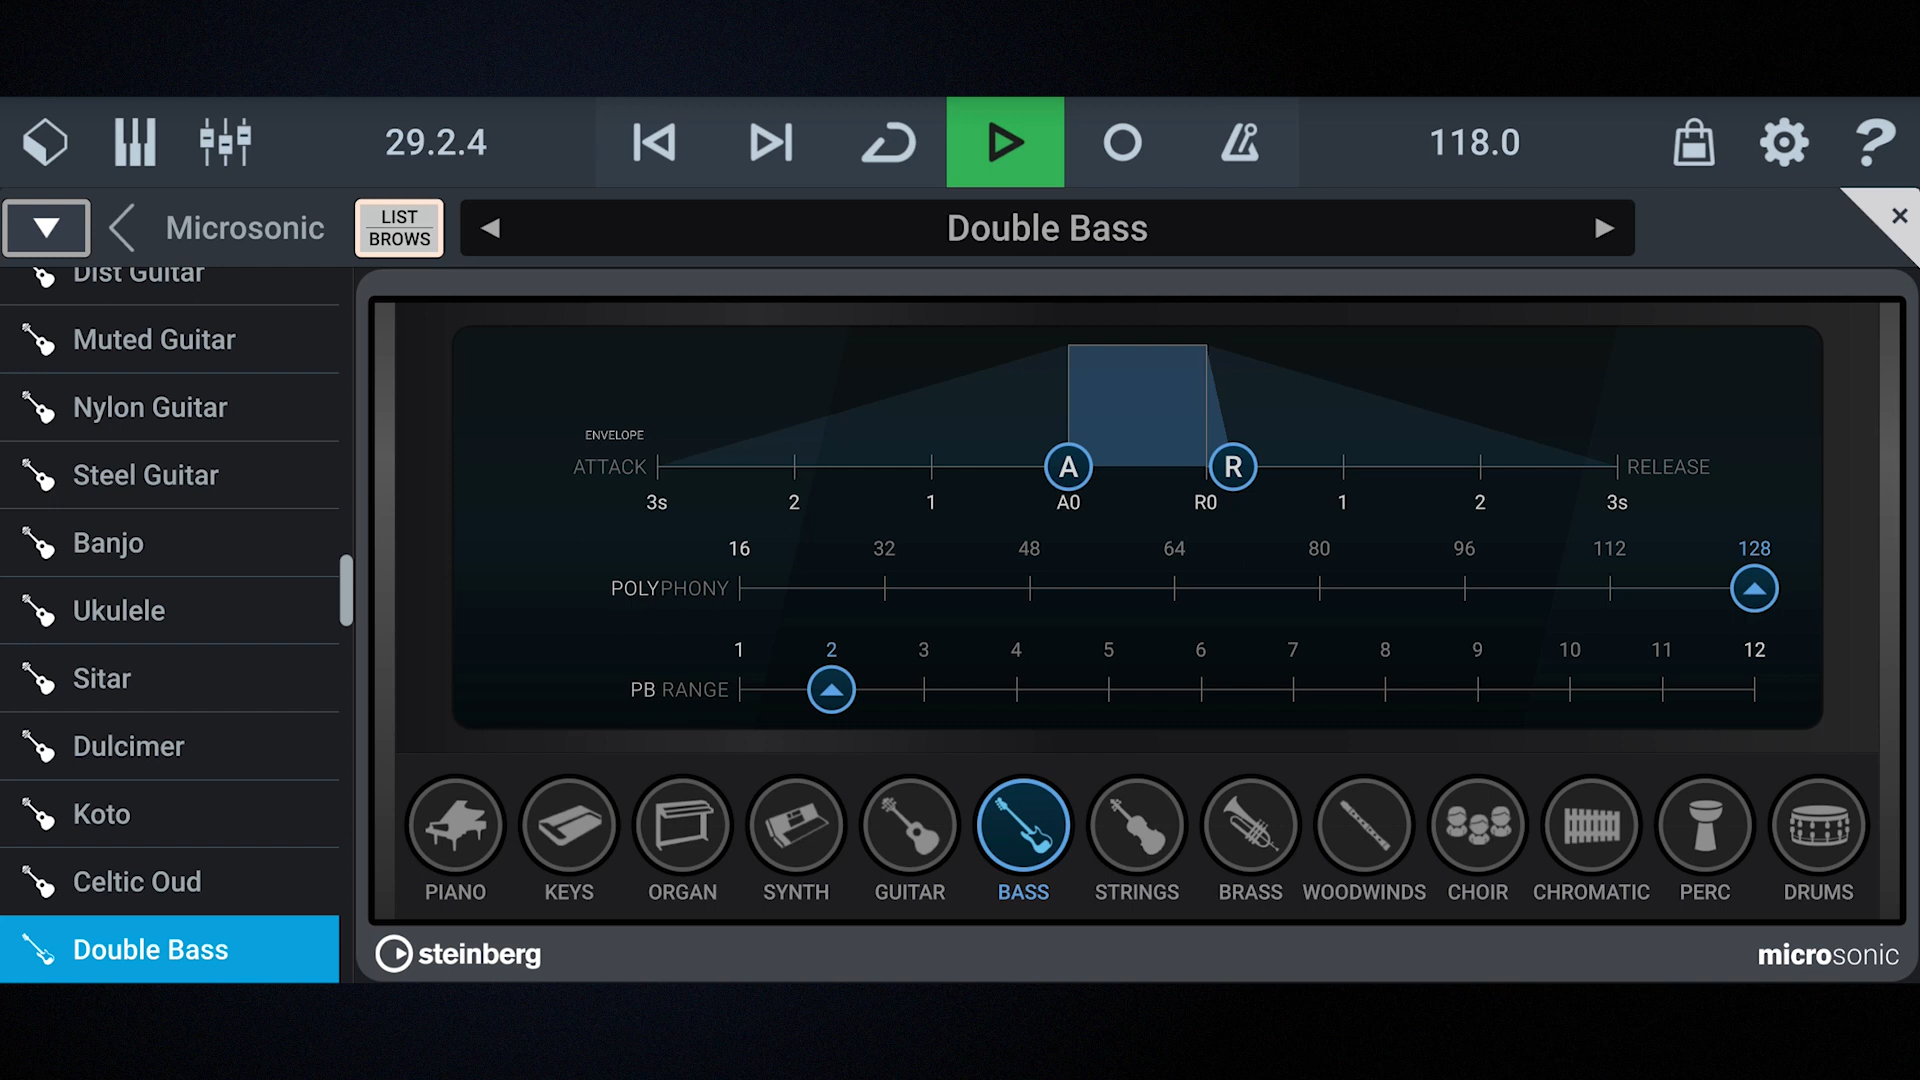 29.2.4
118.0
Microsonic
LIST
BROWS
Double Bass
Dist Guitar
Muted Guitar
Nylon Guitar
Steel Guitar
Banjo
Ukulele
Sitar
Dulcimer
Koto
Celtic Oud
Double Bass
ENVELOPE
ATTACK A R RELEASE
3s 2 1 A0 R0 1 2 3s
16 32 48 64 80 96 112 128
POLYPHONY
1 2 3 4 5 6 7 8 9 10 11 12
PB RANGE
PIANO KEYS ORGAN SYNTH GUITAR BASS STRINGS BRASS WOODWINDS CHOIR CHROMATIC PERC DRUMS
steinberg
microsonic